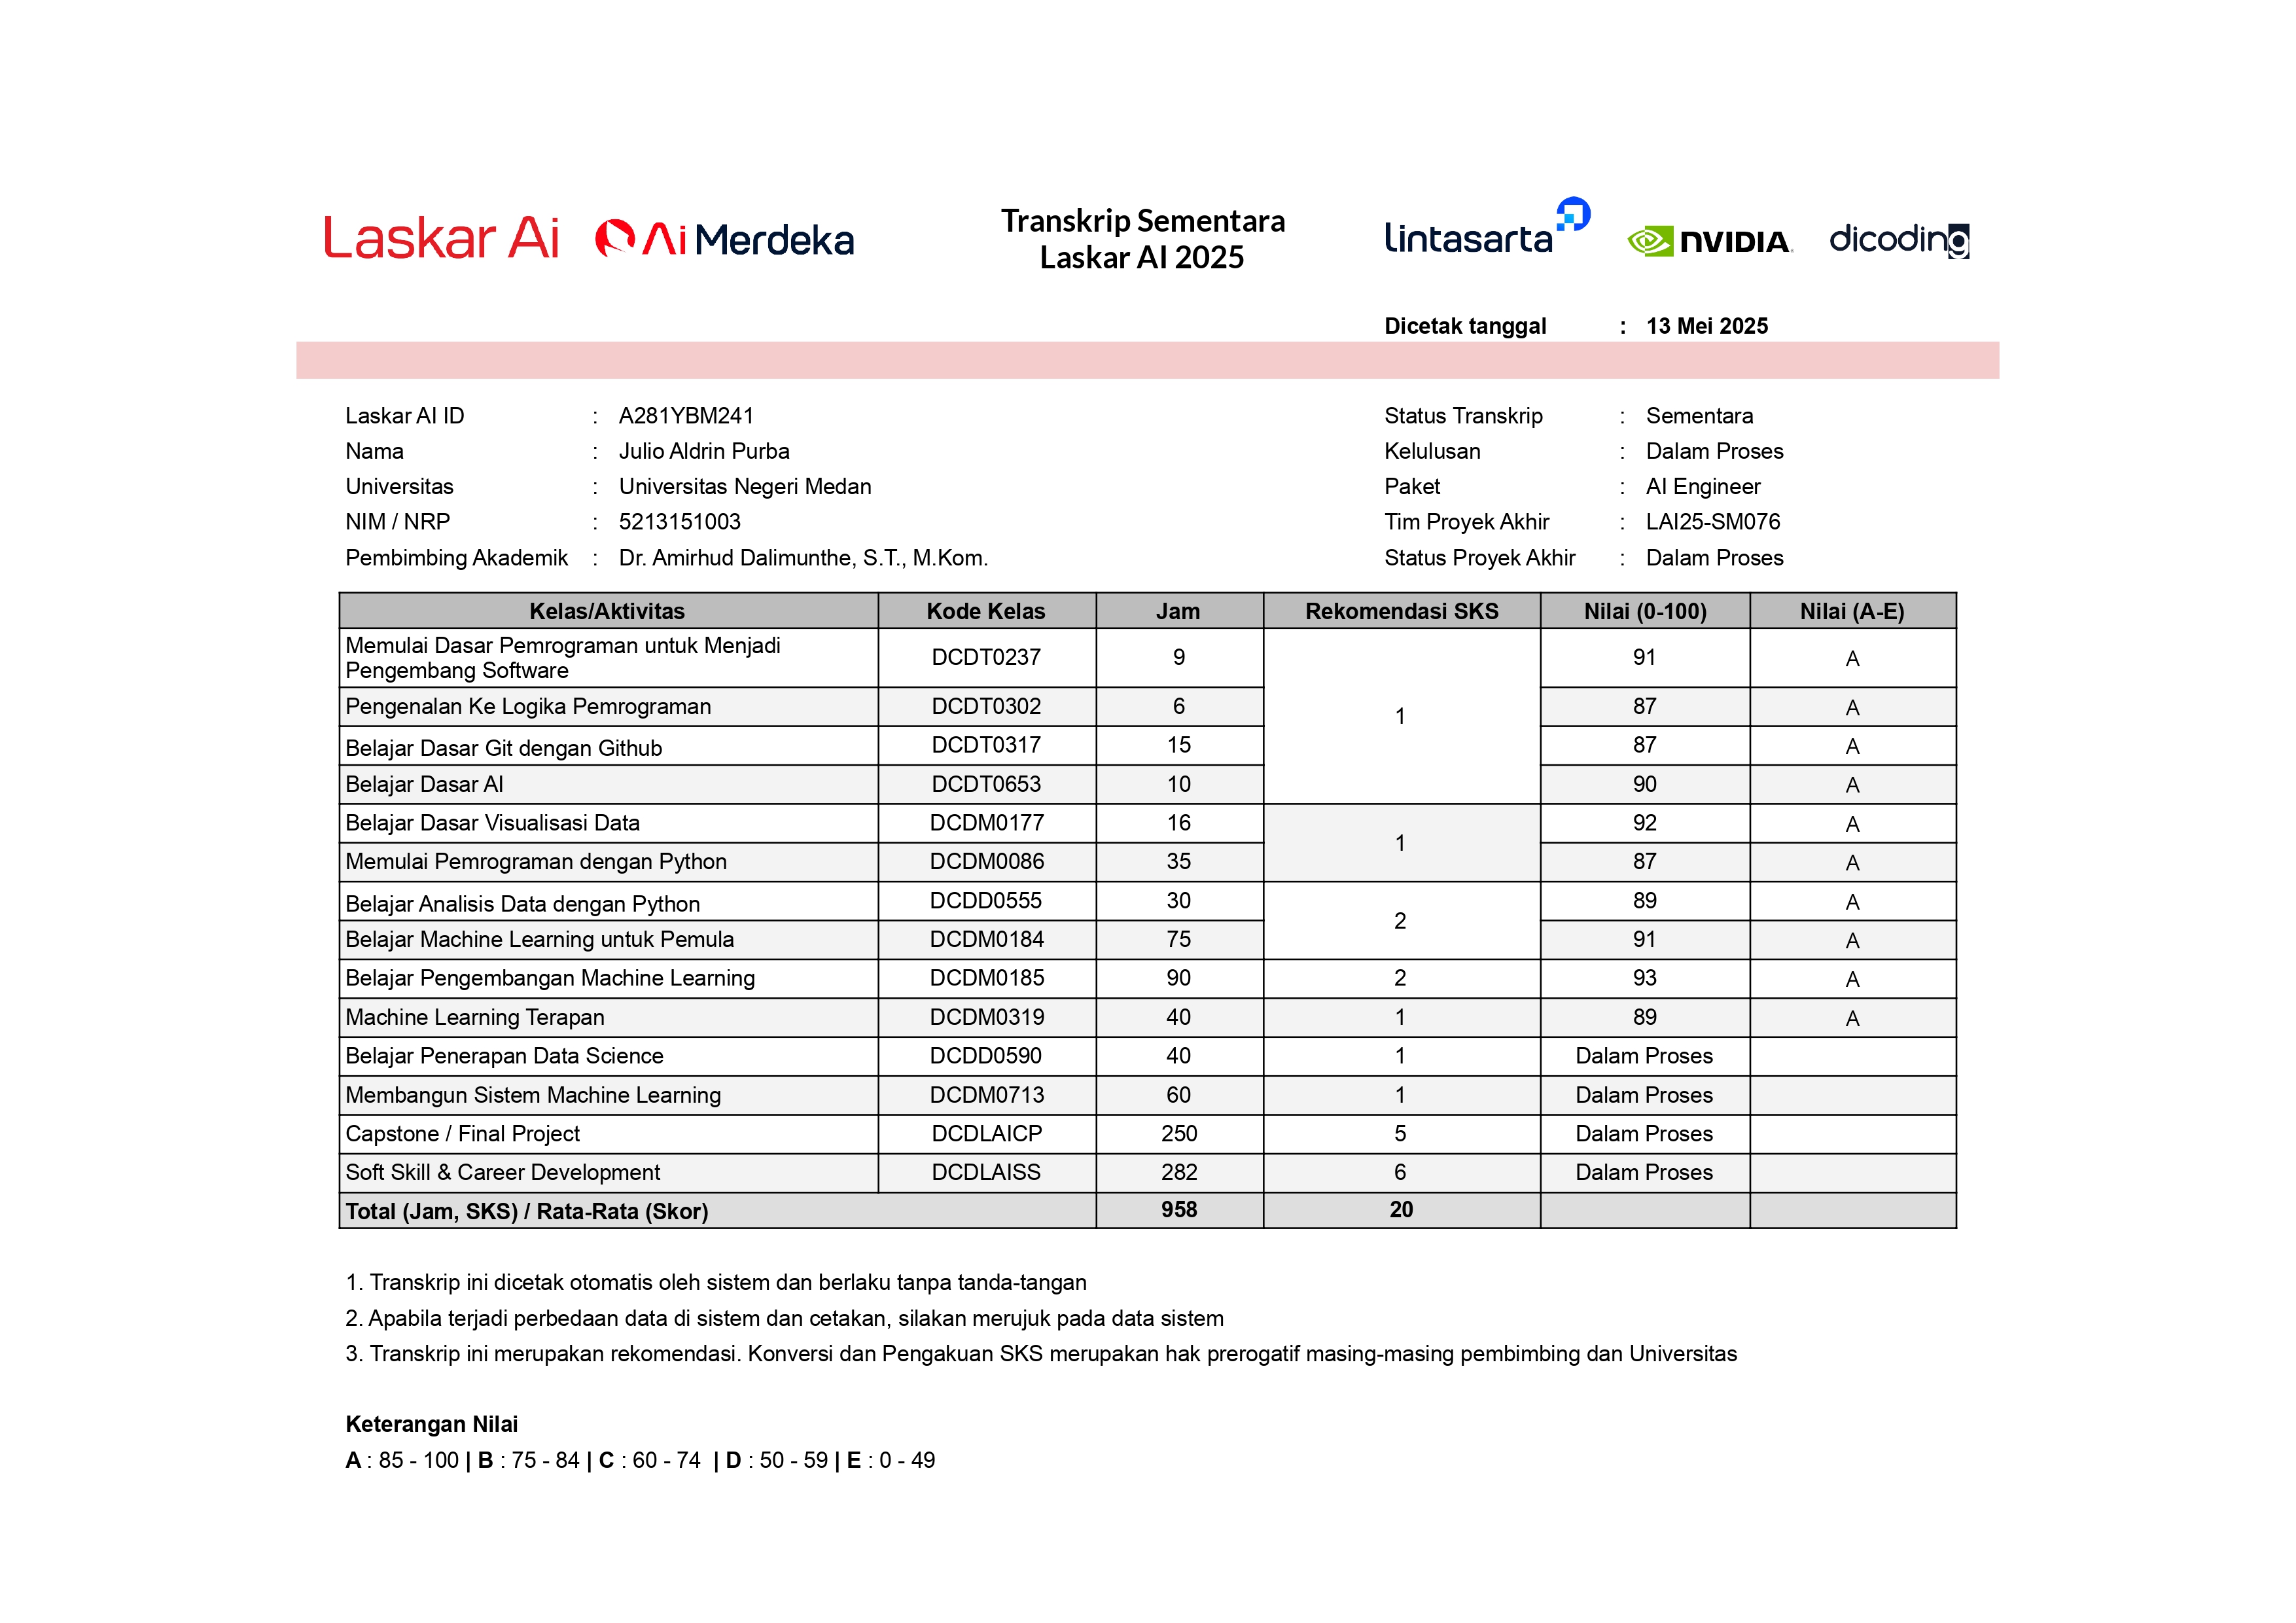 Laskar Ai Ai Merdeka
Transkrip Sementara
Laskar AI 2025
lintasarta NVIDIA. dicoding
Dicetak tanggal : 13 Mei 2025
Laskar AI ID : A281YBM241
Nama : Julio Aldrin Purba
Universitas : Universitas Negeri Medan
NIM / NRP : 5213151003
Pembimbing Akademik : Dr. Amirhud Dalimunthe, S.T., M.Kom.
Status Transkrip : Sementara
Kelulusan : Dalam Proses
Paket : AI Engineer
Tim Proyek Akhir : LAI25-SM076
Status Proyek Akhir : Dalam Proses
Kelas/Aktivitas Kode Kelas Jam Rekomendasi SKS Nilai (0-100) Nilai (A-E)
Memulai Dasar Pemrograman untuk Menjadi
Pengembang Software DCDT0237 9 1 91 A
Pengenalan Ke Logika Pemrograman DCDT0302 6 87 A
Belajar Dasar Git dengan Github DCDT0317 15 87 A
Belajar Dasar AI DCDT0653 10 90 A
Belajar Dasar Visualisasi Data DCDM0177 16 1 92 A
Memulai Pemrograman dengan Python DCDM0086 35 87 A
Belajar Analisis Data dengan Python DCDD0555 30 2 89 A
Belajar Machine Learning untuk Pemula DCDM0184 75 91 A
Belajar Pengembangan Machine Learning DCDM0185 90 2 93 A
Machine Learning Terapan DCDM0319 40 1 89 A
Belajar Penerapan Data Science DCDD0590 40 1 Dalam Proses
Membangun Sistem Machine Learning DCDM0713 60 1 Dalam Proses
Capstone / Final Project DCDLAICP 250 5 Dalam Proses
Soft Skill & Career Development DCDLAISS 282 6 Dalam Proses
Total (Jam, SKS) / Rata-Rata (Skor) 958 20
1. Transkrip ini dicetak otomatis oleh sistem dan berlaku tanpa tanda-tangan
2. Apabila terjadi perbedaan data di sistem dan cetakan, silakan merujuk pada data sistem
3. Transkrip ini merupakan rekomendasi. Konversi dan Pengakuan SKS merupakan hak prerogatif masing-masing pembimbing dan Universitas
Keterangan Nilai
A : 85 - 100 | B : 75 - 84 | C : 60 - 74 | D : 50 - 59 | E : 0 - 49